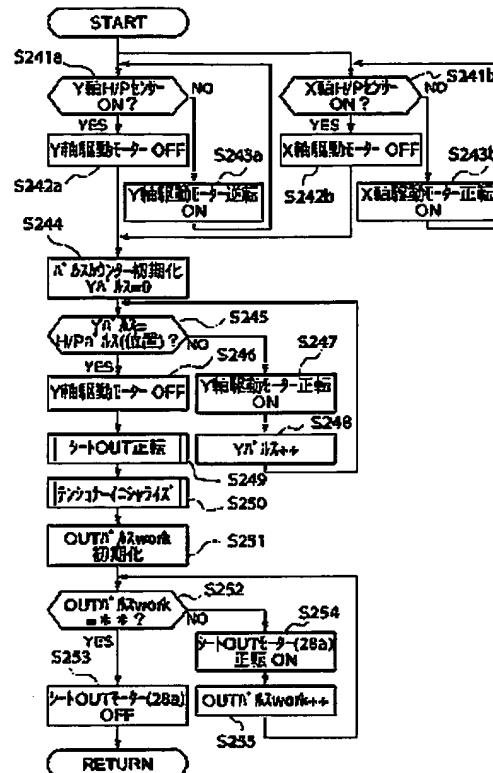 START
S241a
Y軸H/Pセンサー
ON?
NO
YES
Y軸駆動モーター OFF
S242a
S243a
Y軸駆動モーター逆転
ON
S241b
X軸H/Pセンサー
ON?
NO
YES
X軸駆動モーター OFF
S242b
S243b
X軸駆動モーター正転
ON
S244
パルスカウンター初期化
Yパルス=0
S245
Yパルス=
H/Pパルス(位置)?
NO
YES
S246
Y軸駆動モーター OFF
S247
Y軸駆動モーター正転
ON
S248
Yパルス++
シートOUT正転
S249
テンショナーイニシャライズ
S250
OUTパルスwork
初期化
S251
S252
OUTパルスwork
=**?
NO
YES
S253
シートOUTモーター(28a)
OFF
S254
シートOUTモーター(28a)
正転 ON
OUTパルスwork++
S255
RETURN